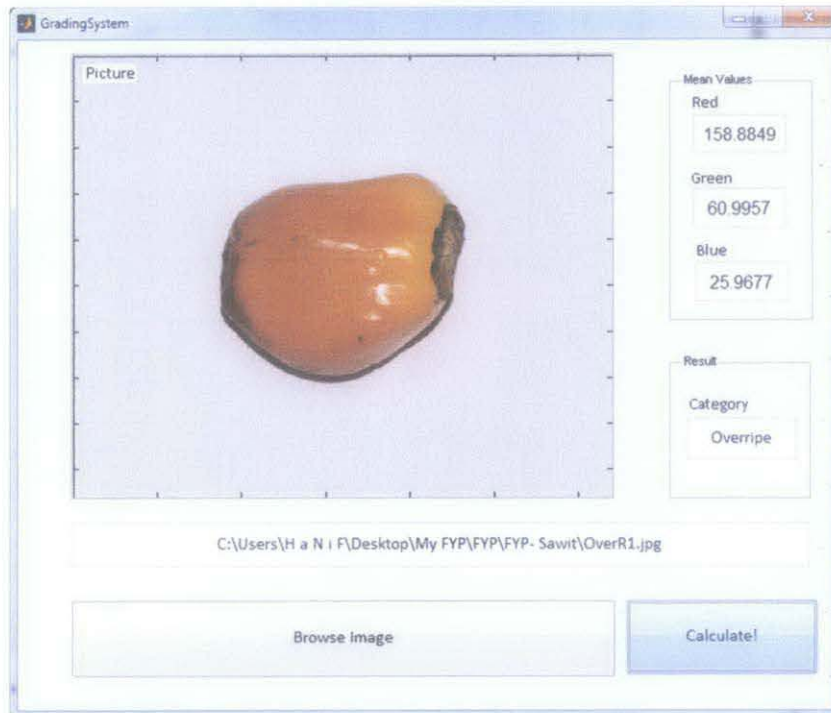 GradingSystem
Picture
Mean Values
Red
158.8849
Green
60.9957
Blue
25.9677
Result
Category
Overripe
C:\Users\H a N i F\Desktop\My FYP\FYP\FYP- Sawit\OverR1.jpg
Browse Image
Calculate!